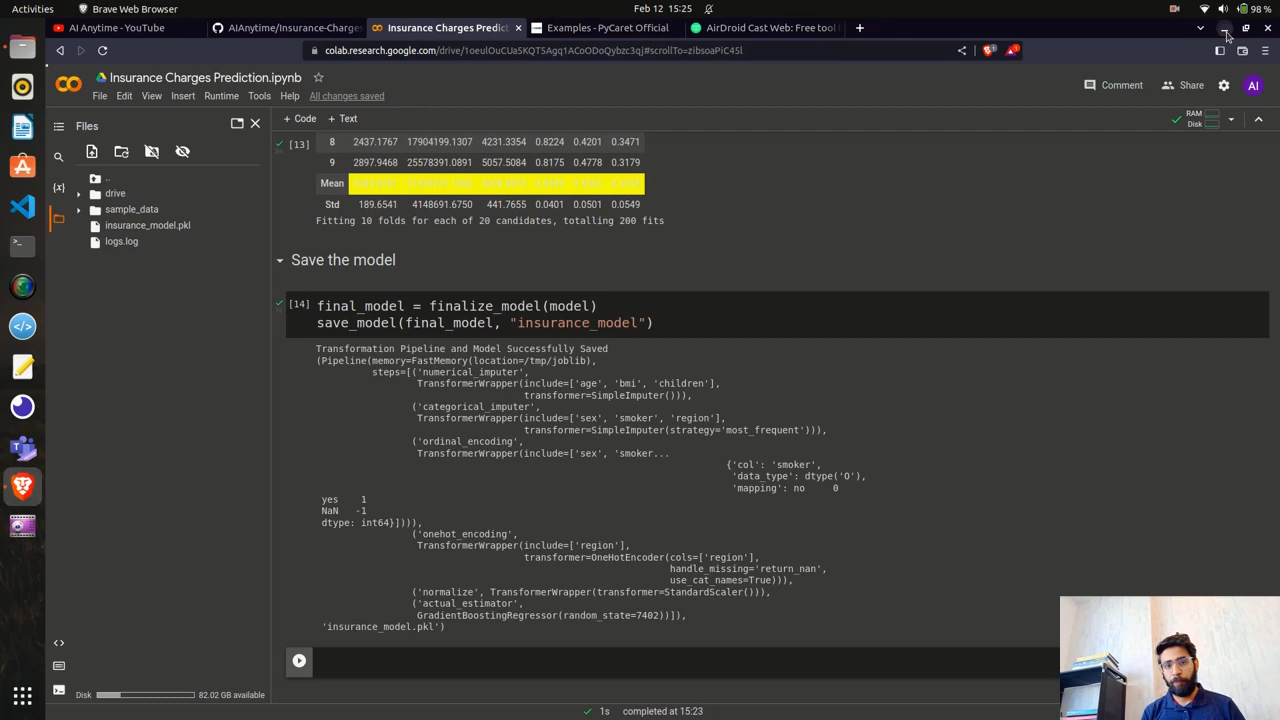 Activities
Brave Web Browser
Feb 12 15:25
98 %
AI Anytime - YouTube
AIAnytime/Insurance-Charges
Insurance Charges Predict
Examples - PyCaret Official
AirDroid Cast Web: Free tool
colab.research.google.com/drive/1oeulOuCUa5KQT5Agq1ACoODoQybzc3qj#scrollTo=zibsoaPiC45l
Insurance Charges Prediction.ipynb
File Edit View Insert Runtime Tools Help All changes saved
Comment
Share
AI
+ Code + Text
RAM
Disk
Files
..
drive
sample_data
insurance_model.pkl
logs.log
[13]
8 2437.1767 17904199.1307 4231.3354 0.8224 0.4201 0.3471
9 2897.9468 25578391.0891 5057.5084 0.8175 0.4778 0.3179
Mean
Std 189.6541 4148691.6750 441.7655 0.0401 0.0501 0.0549
Fitting 10 folds for each of 20 candidates, totalling 200 fits
Save the model
[14] final_model = finalize_model(model)
save_model(final_model, "insurance_model")
Transformation Pipeline and Model Successfully Saved
(Pipeline(memory=FastMemory(location=/tmp/joblib),
steps=[('numerical_imputer',
TransformerWrapper(include=['age', 'bmi', 'children'],
transformer=SimpleImputer())),
('categorical_imputer',
TransformerWrapper(include=['sex', 'smoker', 'region'],
transformer=SimpleImputer(strategy='most_frequent'))),
('ordinal_encoding',
TransformerWrapper(include=['sex', 'smoker...
{'col': 'smoker',
'data_type': dtype('O'),
'mapping': no 0
yes 1
NaN -1
dtype: int64}]))),
('onehot_encoding',
TransformerWrapper(include=['region'],
transformer=OneHotEncoder(cols=['region'],
handle_missing='return_nan',
use_cat_names=True))),
('normalize', TransformerWrapper(transformer=StandardScaler())),
('actual_estimator',
GradientBoostingRegressor(random_state=7402))]),
'insurance_model.pkl')
Disk
82.02 GB available
1s completed at 15:23